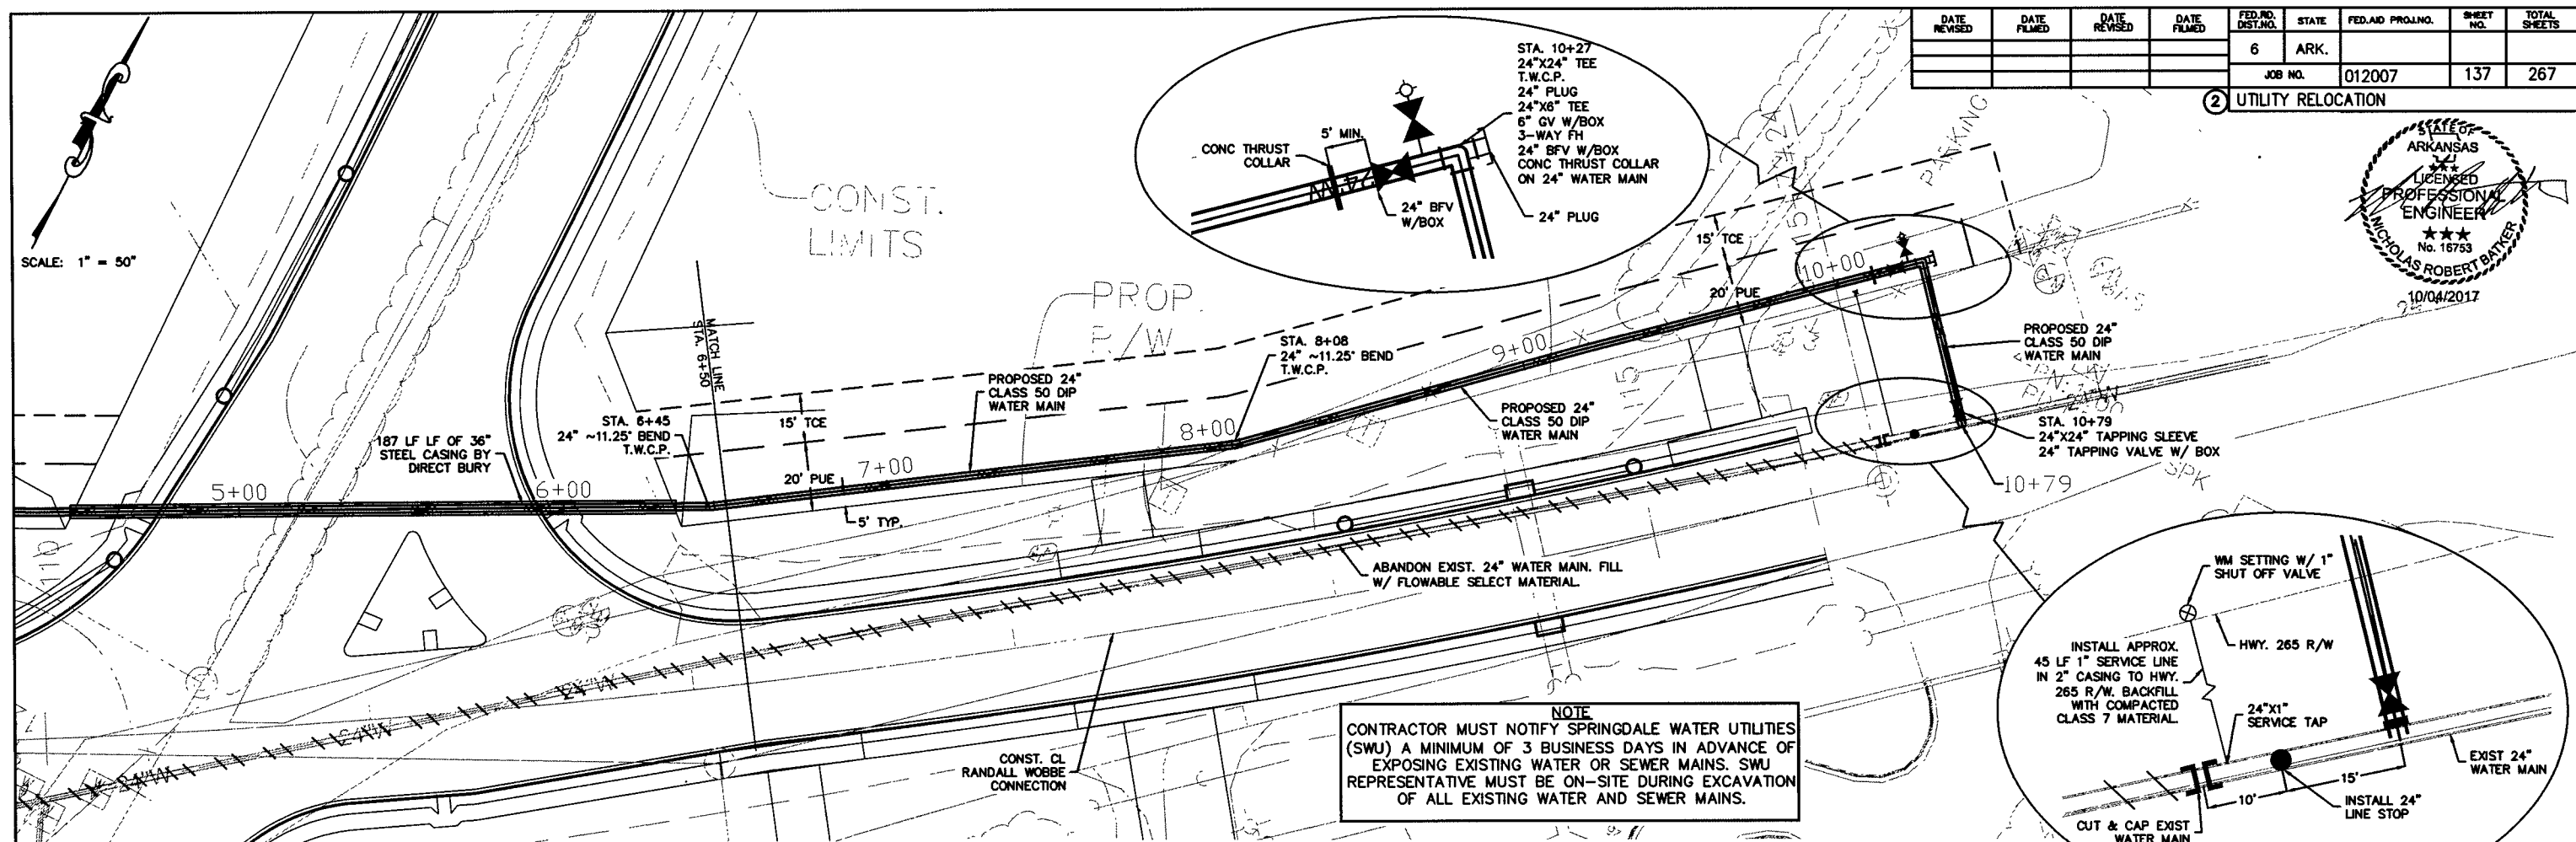 DATE REVISED
DATE FILMED
DATE REVISED
DATE FILMED
FED.RD. DIST.NO.
STATE
FED.AID PROJ.NO.
SHEET NO.
TOTAL SHEETS
6
ARK.
JOB NO.
012007
137
267
2 UTILITY RELOCATION
STATE OF
ARKANSAS
LICENSED
PROFESSIONAL
ENGINEER
No. 16753
NICHOLAS ROBERT BATKER
10/04/2017
SCALE: 1" = 50"
CONST.
LIMITS
PROP.
R/W
PARKING
STA. 10+27
24"X24" TEE
T.W.C.P.
24" PLUG
24"X6" TEE
6" GV W/BOX
3-WAY FH
24" BFV W/BOX
CONC THRUST COLLAR
ON 24" WATER MAIN
5' MIN.
CONC THRUST
COLLAR
24" BFV
W/BOX
24" PLUG
15' TCE
20' PUE
10+00
9+00
STA. 8+08
24" ~11.25° BEND
T.W.C.P.
PROPOSED 24"
CLASS 50 DIP
WATER MAIN
PROPOSED 24"
CLASS 50 DIP
WATER MAIN
MATCH LINE
STA. 6+50
PROPOSED 24"
CLASS 50 DIP
WATER MAIN
STA. 6+45
24" ~11.25° BEND
T.W.C.P.
15' TCE
8+00
187 LF LF OF 36"
STEEL CASING BY
DIRECT BURY
20' PUE
7+00
5+00
6+00
5' TYP.
STA. 10+79
24"X24" TAPPING SLEEVE
24" TAPPING VALVE W/ BOX
SPK
10+79
115
ABANDON EXIST. 24" WATER MAIN. FILL
W/ FLOWABLE SELECT MATERIAL.
WM SETTING W/ 1"
SHUT OFF VALVE
HWY. 265 R/W
INSTALL APPROX.
45 LF 1" SERVICE LINE
IN 2" CASING TO HWY.
265 R/W. BACKFILL
WITH COMPACTED
CLASS 7 MATERIAL.
24"X1"
SERVICE TAP
EXIST 24"
WATER MAIN
15'
10'
INSTALL 24"
LINE STOP
CUT & CAP EXIST
WATER MAIN
CONST. CL
RANDALL WOBBE
CONNECTION
NOTE
CONTRACTOR MUST NOTIFY SPRINGDALE WATER UTILITIES
(SWU) A MINIMUM OF 3 BUSINESS DAYS IN ADVANCE OF
EXPOSING EXISTING WATER OR SEWER MAINS. SWU
REPRESENTATIVE MUST BE ON-SITE DURING EXCAVATION
OF ALL EXISTING WATER AND SEWER MAINS.